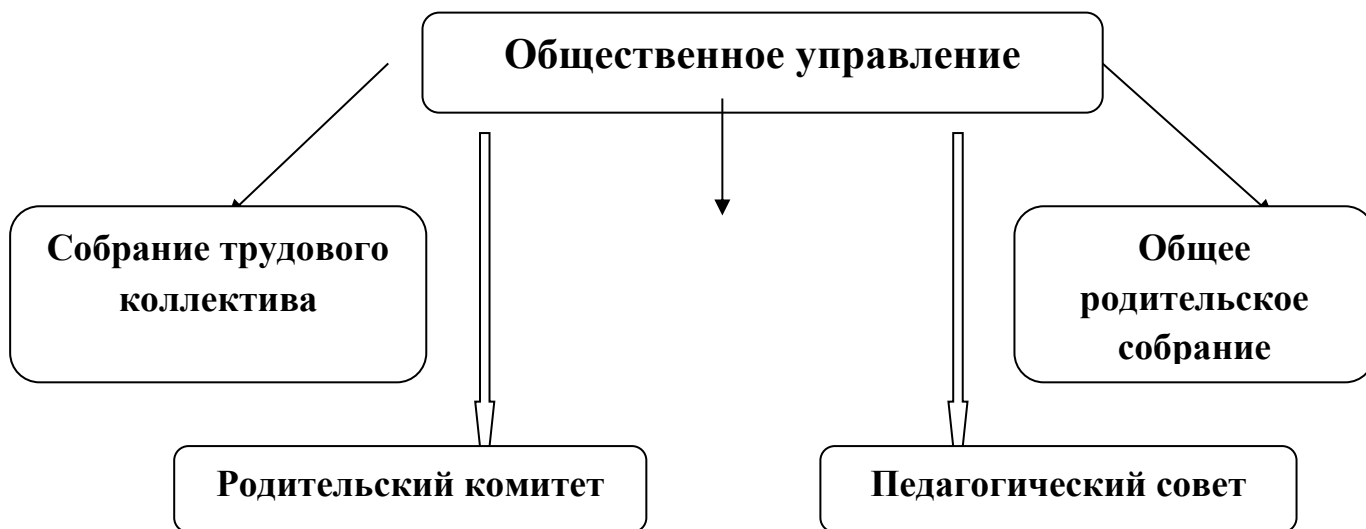 Общественное управление
Собрание трудового
коллектива
Общее
родительское
собрание
Родительский комитет
Педагогический совет